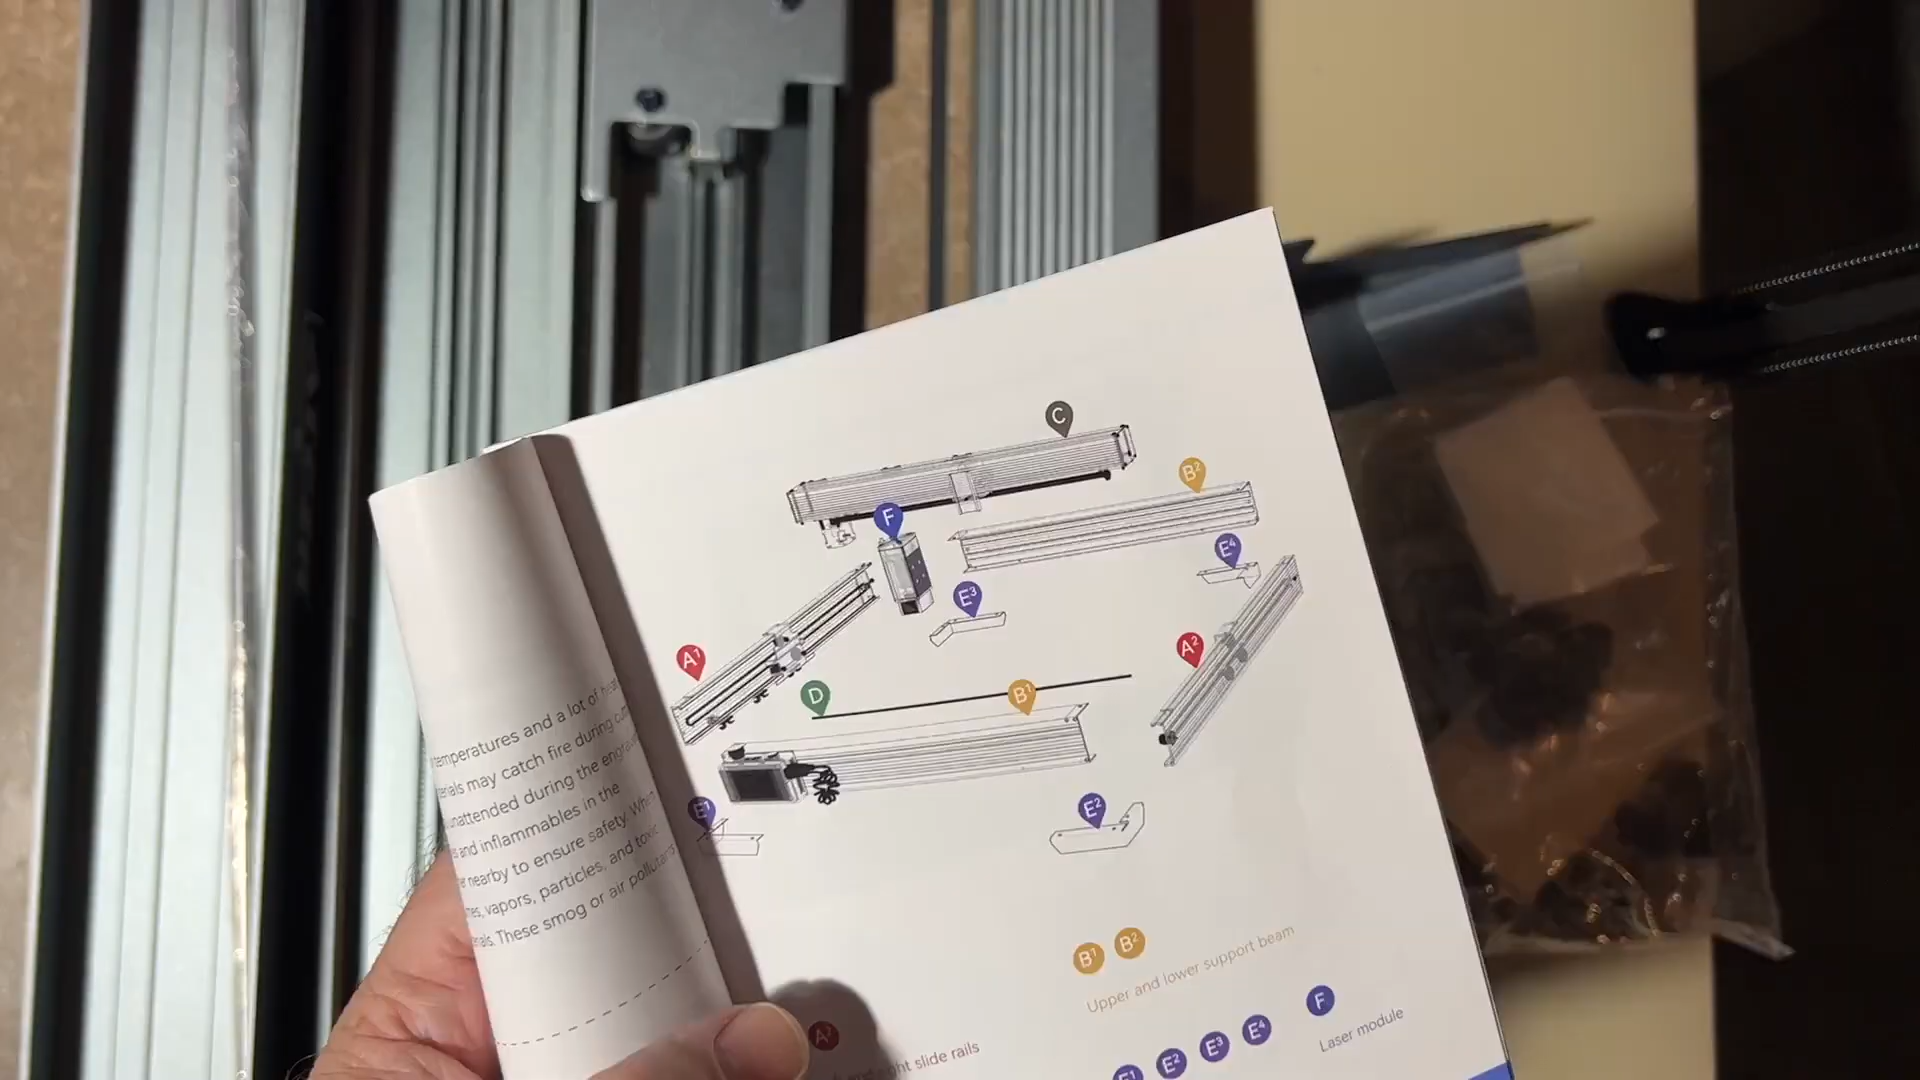 temperatures and a lot of
may catch fire during
unattended during the
and inflammables in the
nearby to ensure safety.
vapors, particles, and toxic
These smog or air pollutants
C
B²
F
E⁴
E³
A¹
A²
D
B¹
E¹
E²
B¹ B²
Upper and lower support beam
A²
slide rails
E¹ E² E³ E⁴
F
Laser module